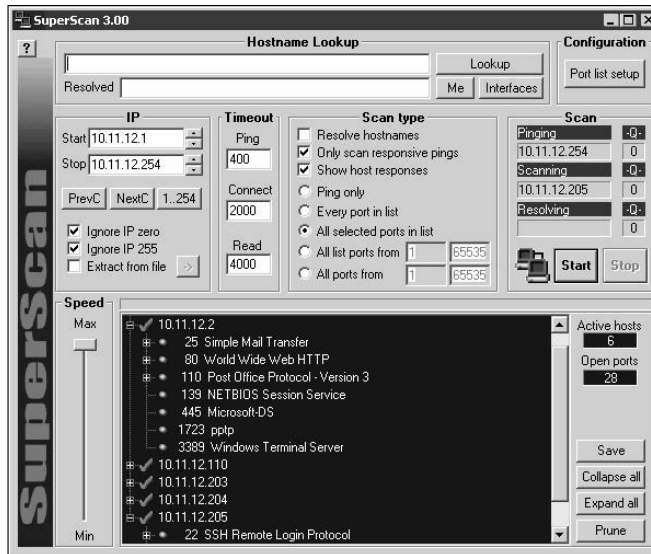 SuperScan 3.00
?
Hostname Lookup
Lookup
Resolved
Me
Interfaces
Configuration
Port list setup
IP
Start 10.11.12.1
Stop 10.11.12.254
PrevC
NextC
1..254
Ignore IP zero
Ignore IP 255
Extract from file
->
Timeout
Ping
400
Connect
2000
Read
4000
Scan type
Resolve hostnames
Only scan responsive pings
Show host responses
Ping only
Every port in list
All selected ports in list
All list ports from 1 65535
All ports from 1 65535
Scan
Pinging -Q-
10.11.12.254 0
Scanning -Q-
10.11.12.205 0
Resolving -Q-
0
Start
Stop
SuperScan
Speed
Max
Min
10.11.12.2
25 Simple Mail Transfer
80 World Wide Web HTTP
110 Post Office Protocol - Version 3
139 NETBIOS Session Service
445 Microsoft-DS
1723 pptp
3389 Windows Terminal Server
10.11.12.110
10.11.12.203
10.11.12.204
10.11.12.205
22 SSH Remote Login Protocol
Active hosts
6
Open ports
28
Save
Collapse all
Expand all
Prune